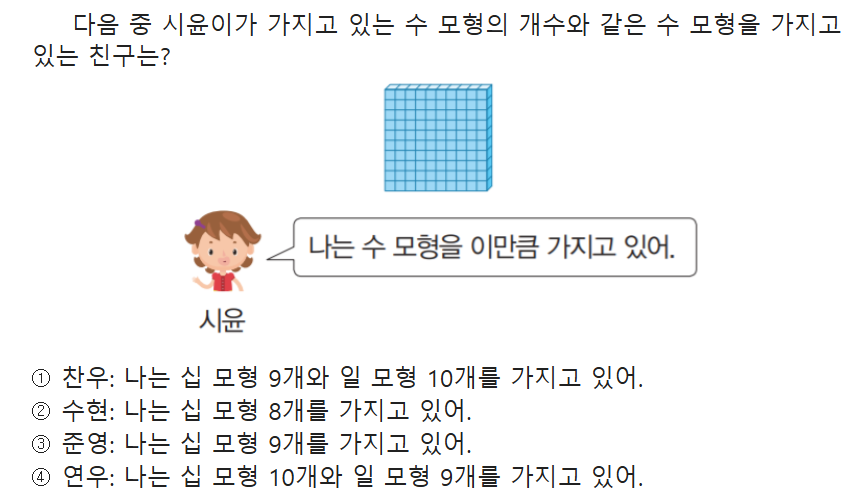 다음 중 시윤이가 가지고 있는 수 모형의 개수와 같은 수 모형을 가지고
있는 친구는?
나는 수 모형을 이만큼 가지고 있어.
시윤
① 찬우: 나는 십 모형 9개와 일 모형 10개를 가지고 있어.
② 수현: 나는 십 모형 8개를 가지고 있어.
③ 준영: 나는 십 모형 9개를 가지고 있어.
④ 연우: 나는 십 모형 10개와 일 모형 9개를 가지고 있어.